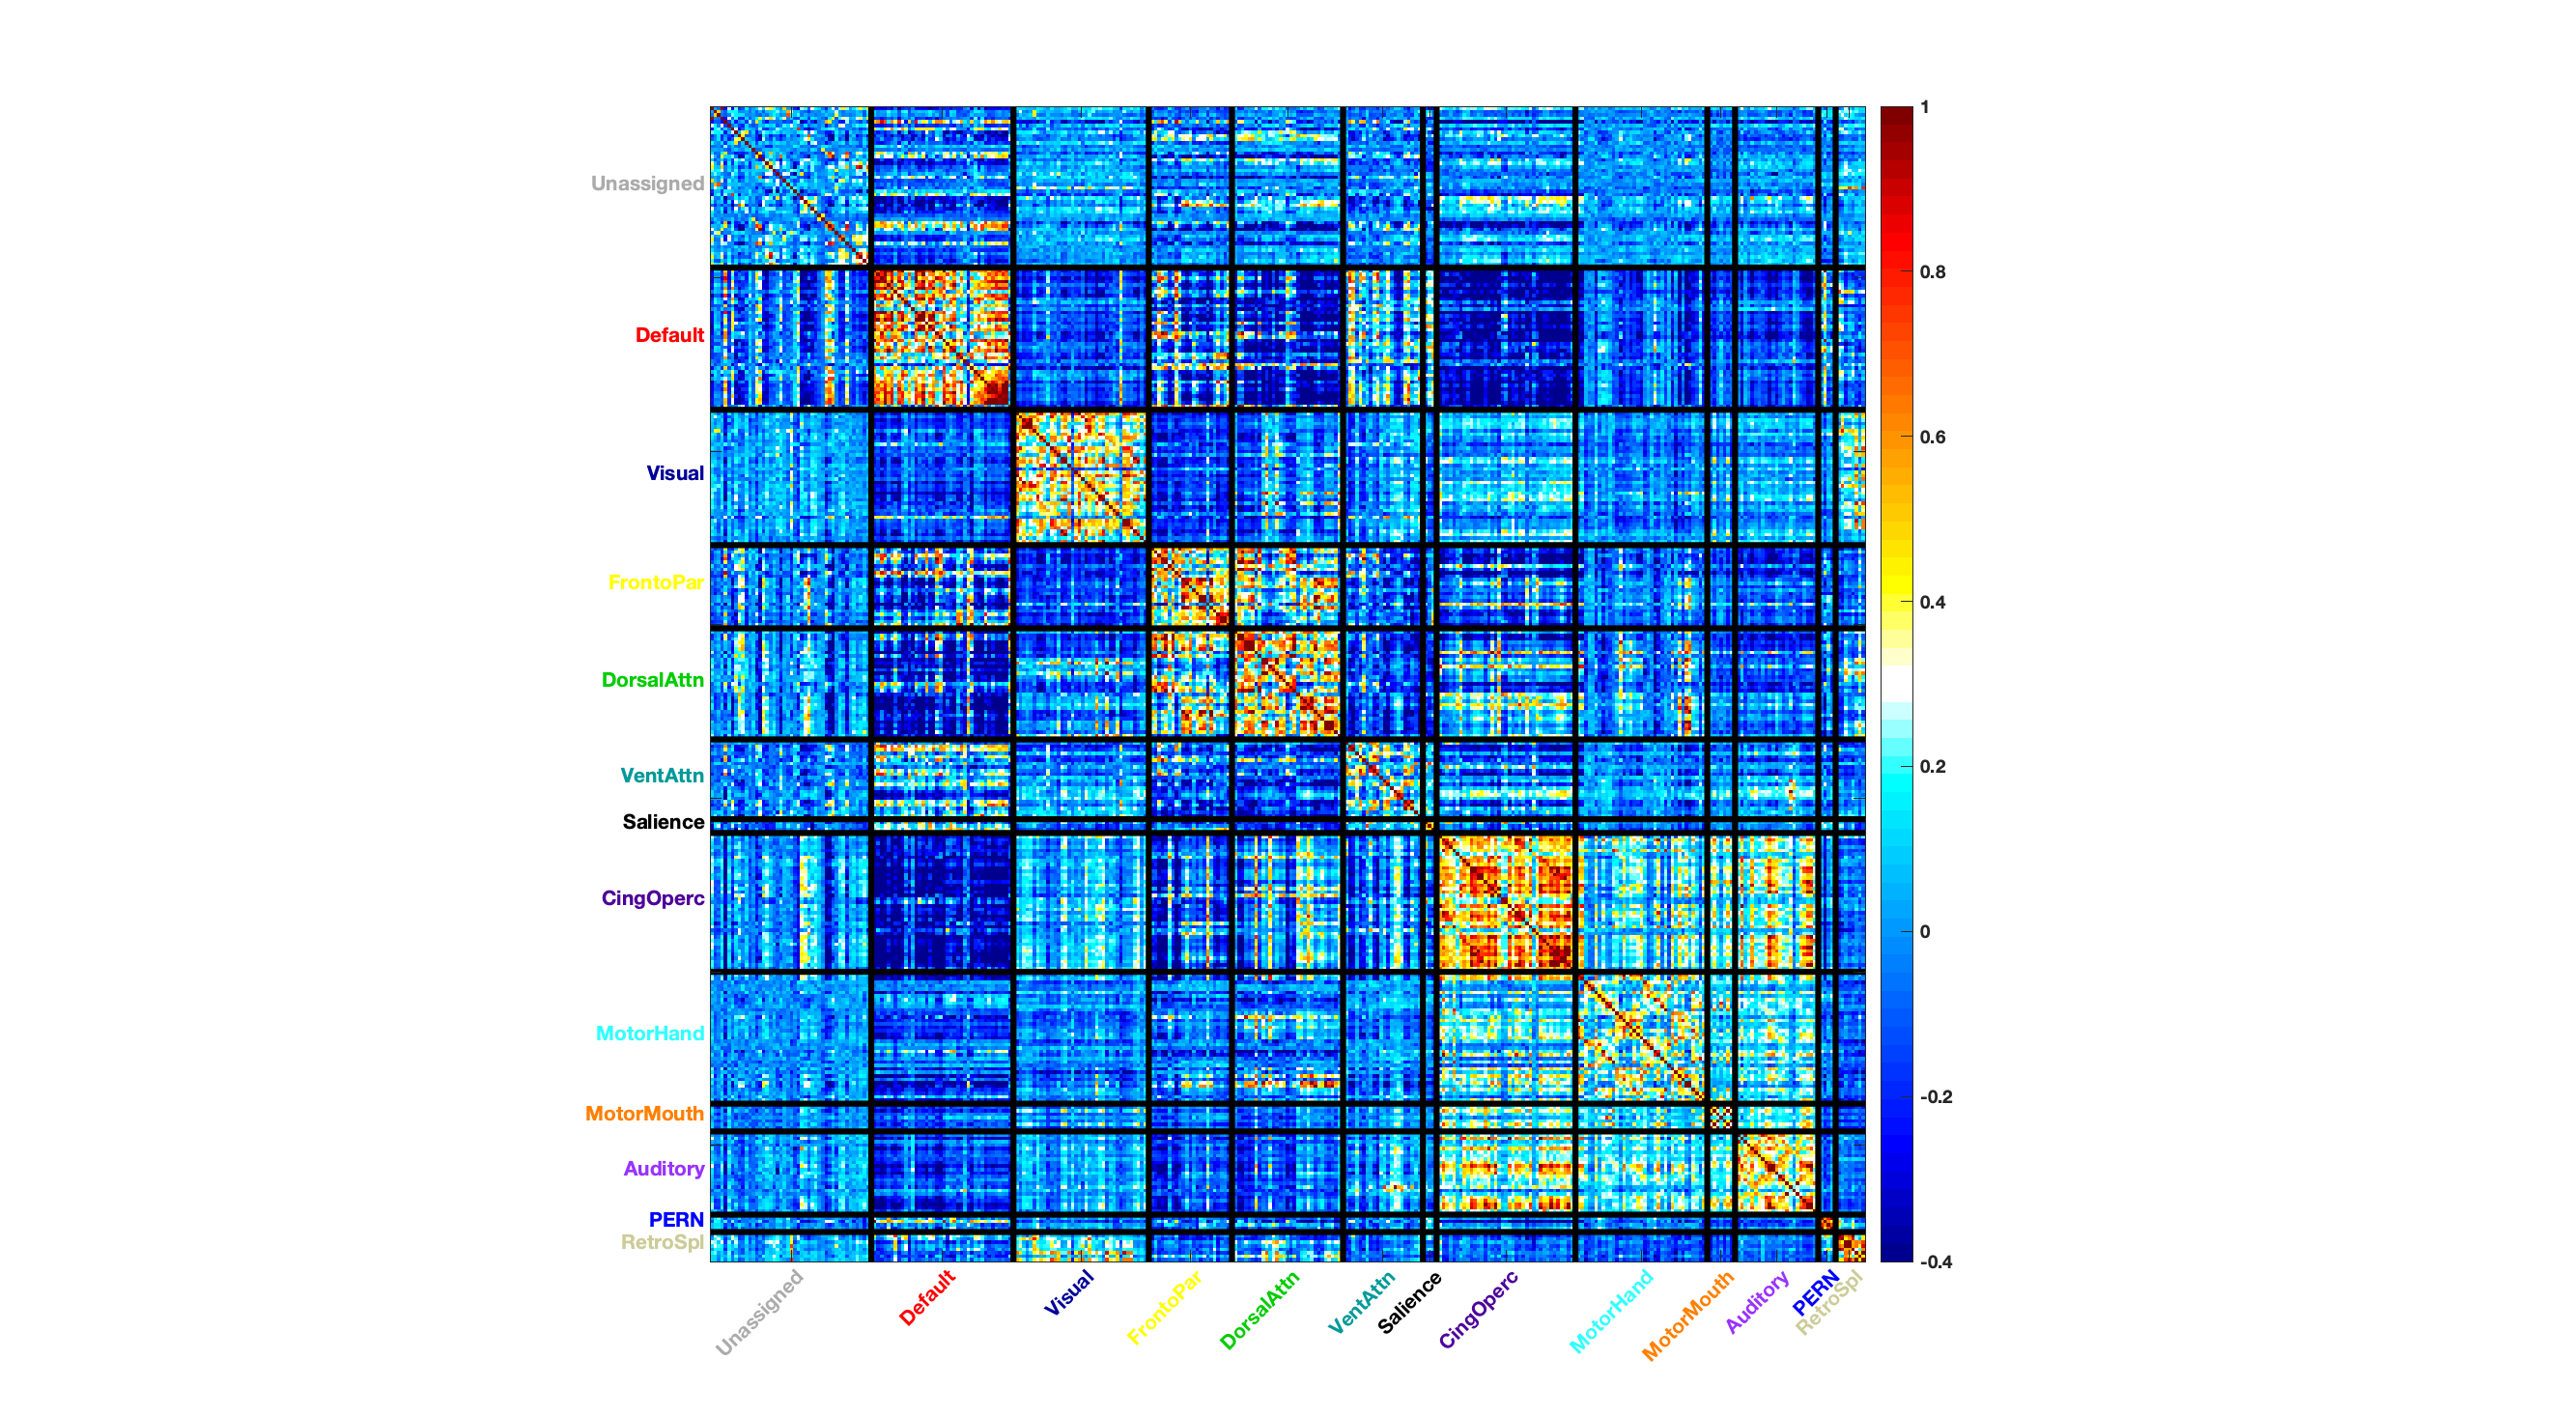 Unassigned
Default
Visual
FrontoPar
DorsalAttn
VentAttn
Salience
CingOperc
MotorHand
MotorMouth
Auditory
PERN
RetroSpl
1
0.8
0.6
0.4
0.2
0
-0.2
-0.4
Unassigned
Default
Visual
FrontoPar
DorsalAttn
VentAttn
Salience
CingOperc
MotorHand
MotorMouth
Auditory
PERN
RetroSpl